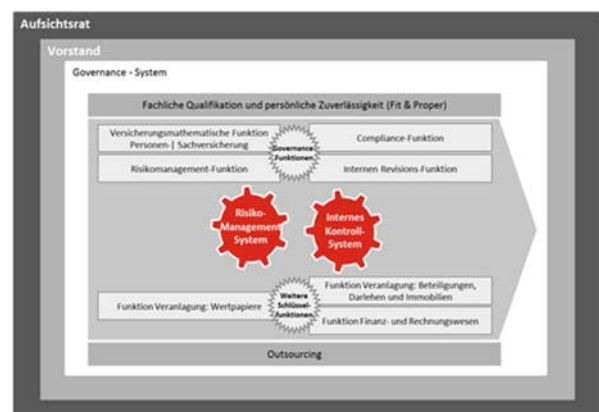 Aufsichtsrat
Vorstand
Governance - System
Fachliche Qualifikation und persönliche Zuverlässigkeit (Fit & Proper)
Versicherungsmathematische Funktion
Personen- | Sachversicherung
Governance-
Funktionen
Compliance-Funktion
Risikomanagement-Funktion
Internen Revisions-Funktion
Risiko-
Management
System
Internes
Kontroll-
System
Funktion Veranlagung: Wertpapiere
Weitere
Schlüssel-
funktionen
Funktion Veranlagung: Beteiligungen,
Darlehen und Immobilien
Funktion Finanz- und Rechnungswesen
Outsourcing